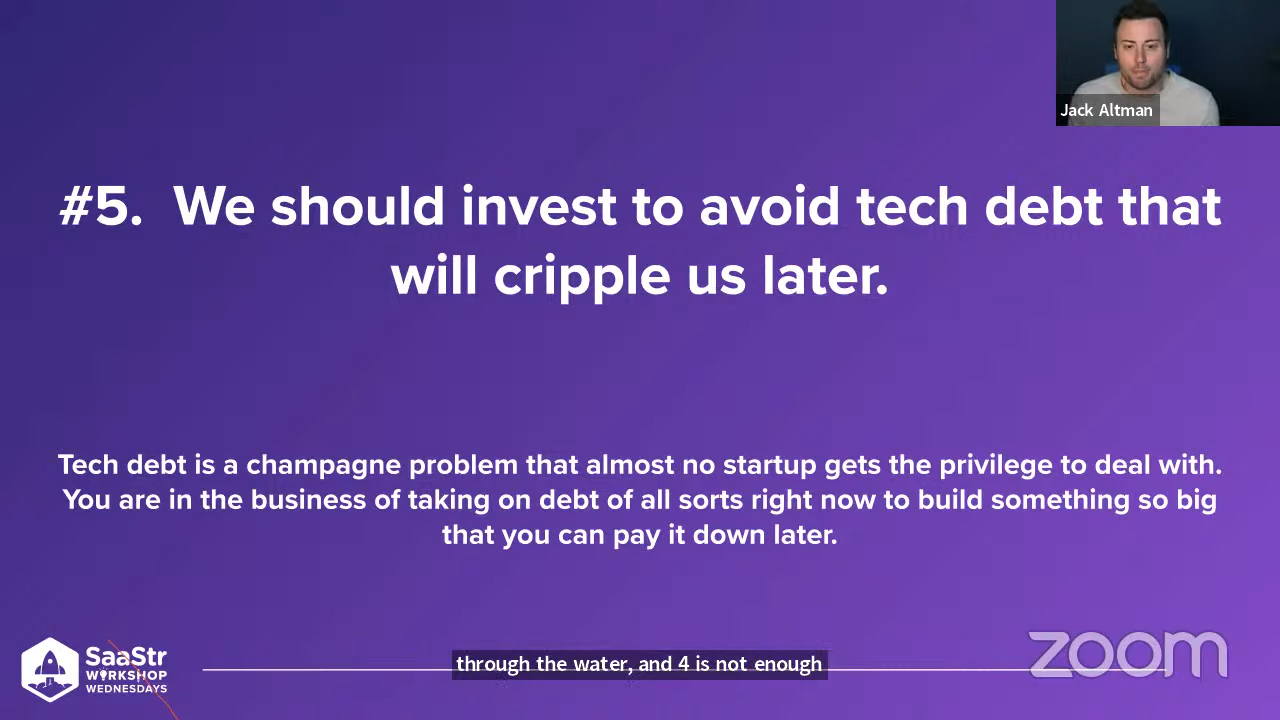 Jack Altman
#5. We should invest to avoid tech debt that
will cripple us later.
Tech debt is a champagne problem that almost no startup gets the privilege to deal with.
You are in the business of taking on debt of all sorts right now to build something so big
that you can pay it down later.
SaaStr
WORKSHOP
WEDNESDAYS
through the water, and 4 is not enough
zoom